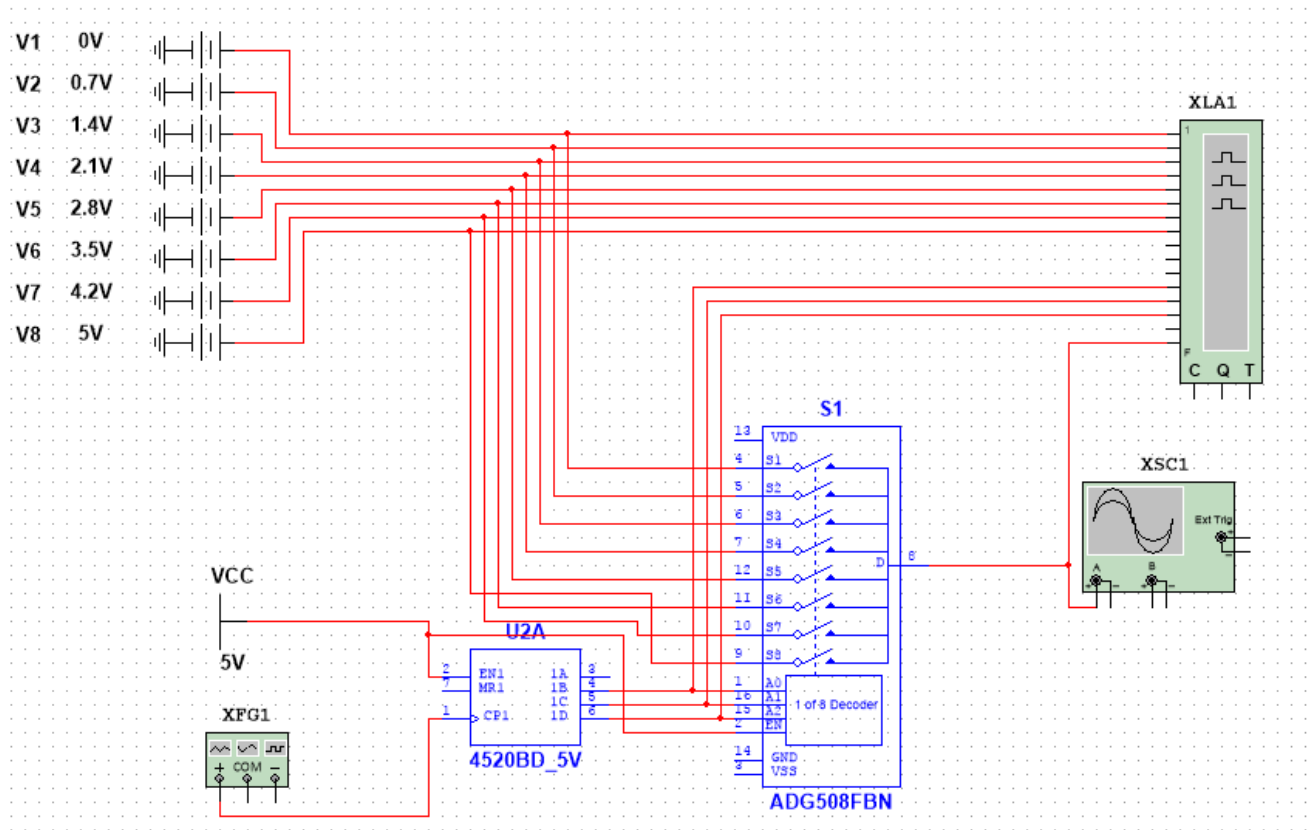 V1 0V
V2 0.7V
V3 1.4V
V4 2.1V
V5 2.8V
V6 3.5V
V7 4.2V
V8 5V
XLA1
1
F
C Q T
S1
13 VDD
4 S1
5 S2
6 S3
7 S4
12 S5
11 S6
10 S7
9 S8
D 8
1 A0
16 A1
15 A2
2 EN
1 of 8 Decoder
14 GND
3 VSS
ADG508FBN
XSC1
Ext Trig
+
−
A B
+ − + −
VCC
5V
U2A
2 EN1 1A 3
7 MR1 1B 4
1C 5
1 CP1 1D 6
4520BD_5V
XFG1
+ COM −